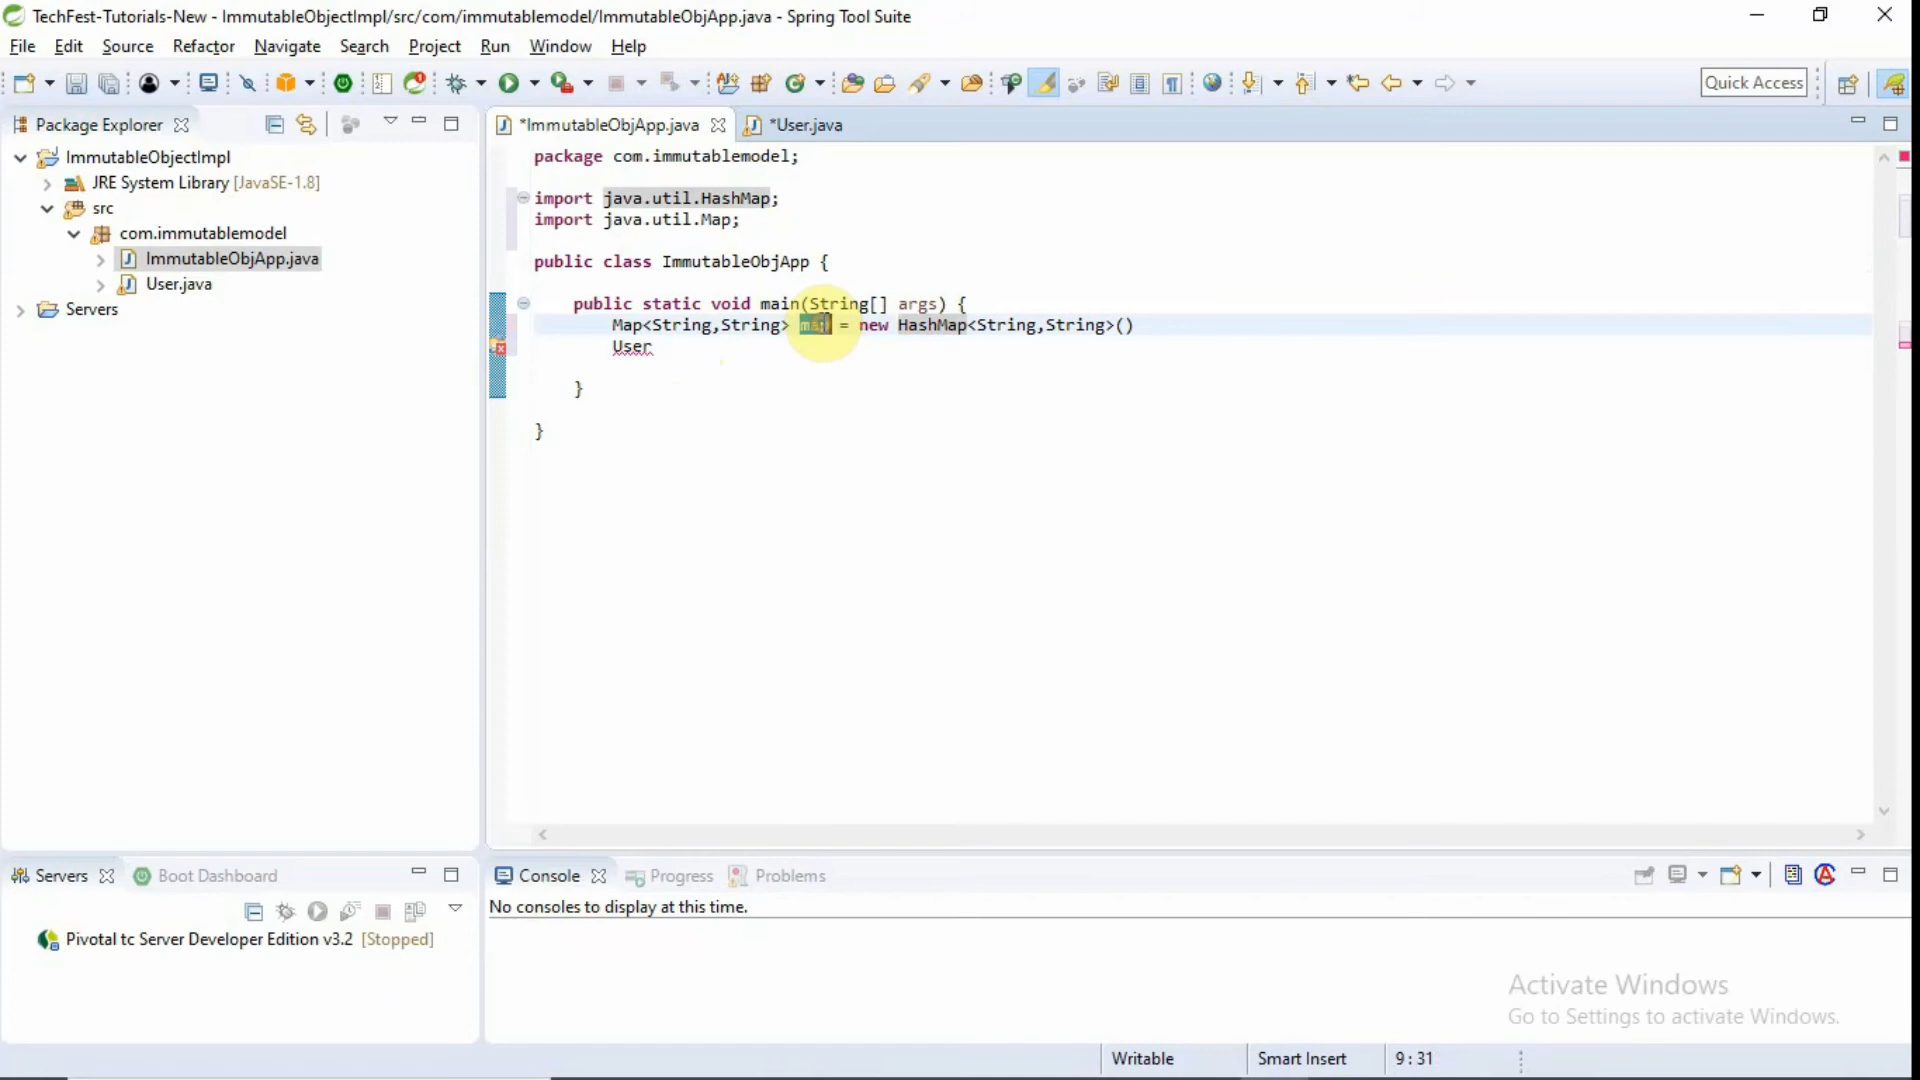 TechFest-Tutorials-New - ImmutableObjectImpl/src/com/immutablemodel/ImmutableObjApp.java - Spring Tool Suite
File Edit Source Refactor Navigate Search Project Run Window Help
Quick Access
Package Explorer
*ImmutableObjApp.java
*User.java
ImmutableObjectImpl
JRE System Library [JavaSE-1.8]
src
com.immutablemodel
ImmutableObjApp.java
User.java
Servers
package com.immutablemodel;
import java.util.HashMap;
import java.util.Map;
public class ImmutableObjApp {
public static void main(String[] args) {
Map<String,String> map = new HashMap<String,String>()
User
}
}
Servers
Boot Dashboard
Pivotal tc Server Developer Edition v3.2 [Stopped]
Console
Progress
Problems
No consoles to display at this time.
Activate Windows
Go to Settings to activate Windows.
Writable
Smart Insert
9 : 31